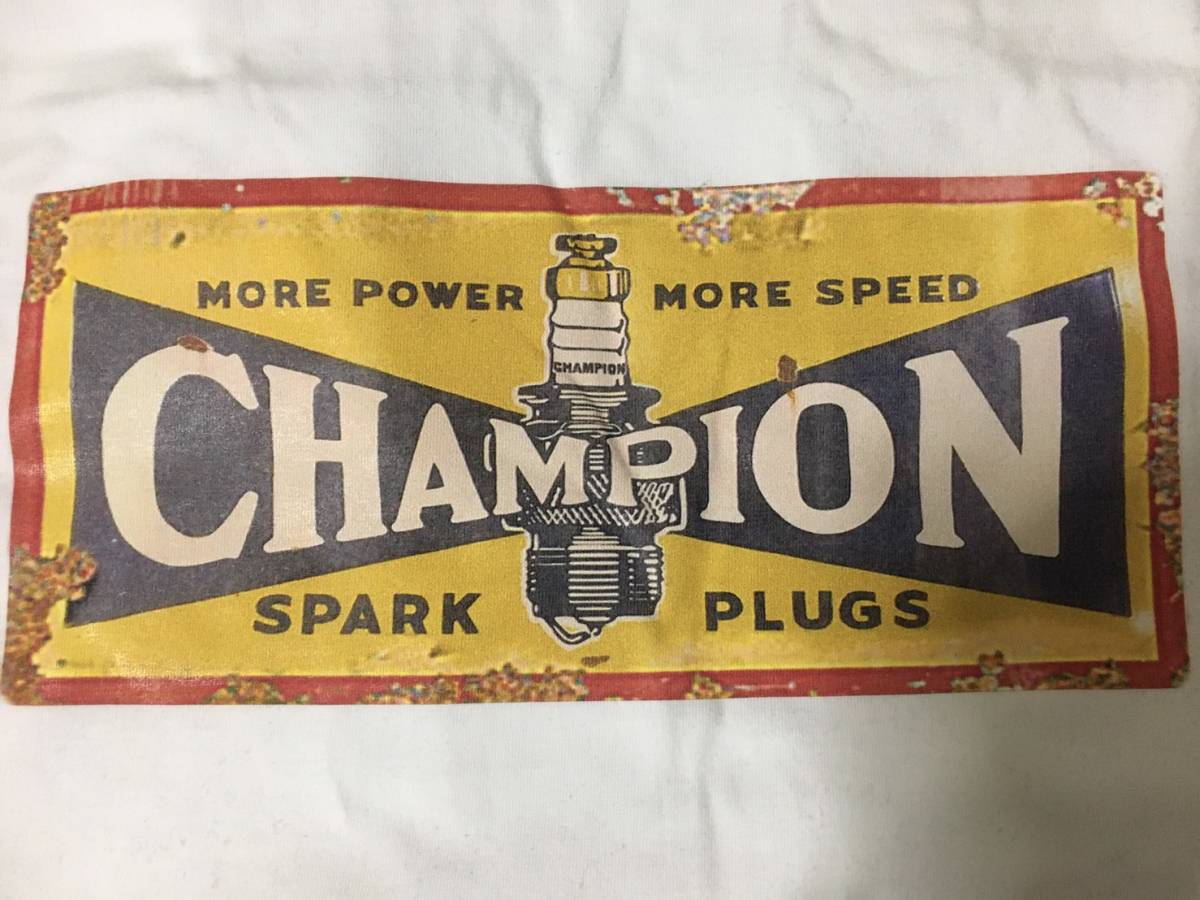 MORE POWER MORE SPEED
CHAMPION
CHAMPION
SPARK PLUGS